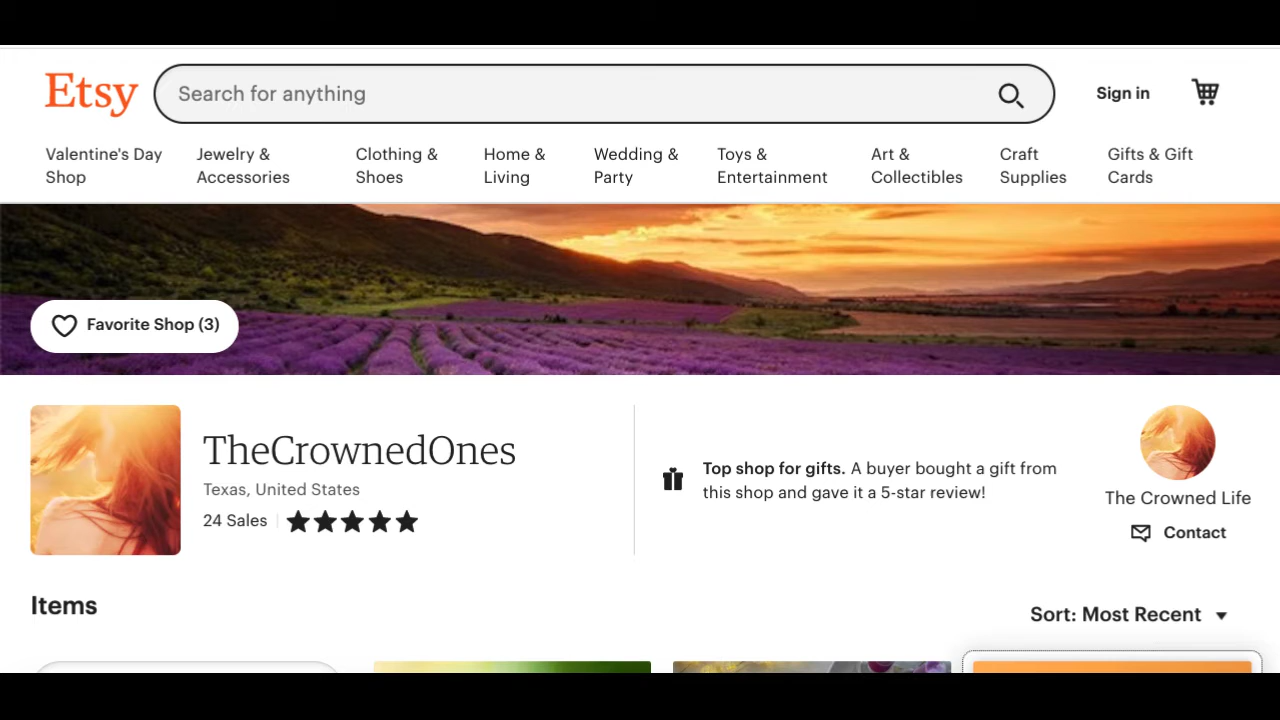 Etsy
Search for anything
Sign in
Valentine's Day
Shop
Jewelry &
Accessories
Clothing &
Shoes
Home &
Living
Wedding &
Party
Toys &
Entertainment
Art &
Collectibles
Craft
Supplies
Gifts & Gift
Cards
Favorite Shop (3)
TheCrownedOnes
Texas, United States
24 Sales
Top shop for gifts. A buyer bought a gift from
this shop and gave it a 5-star review!
The Crowned Life
Contact
Items
Sort: Most Recent